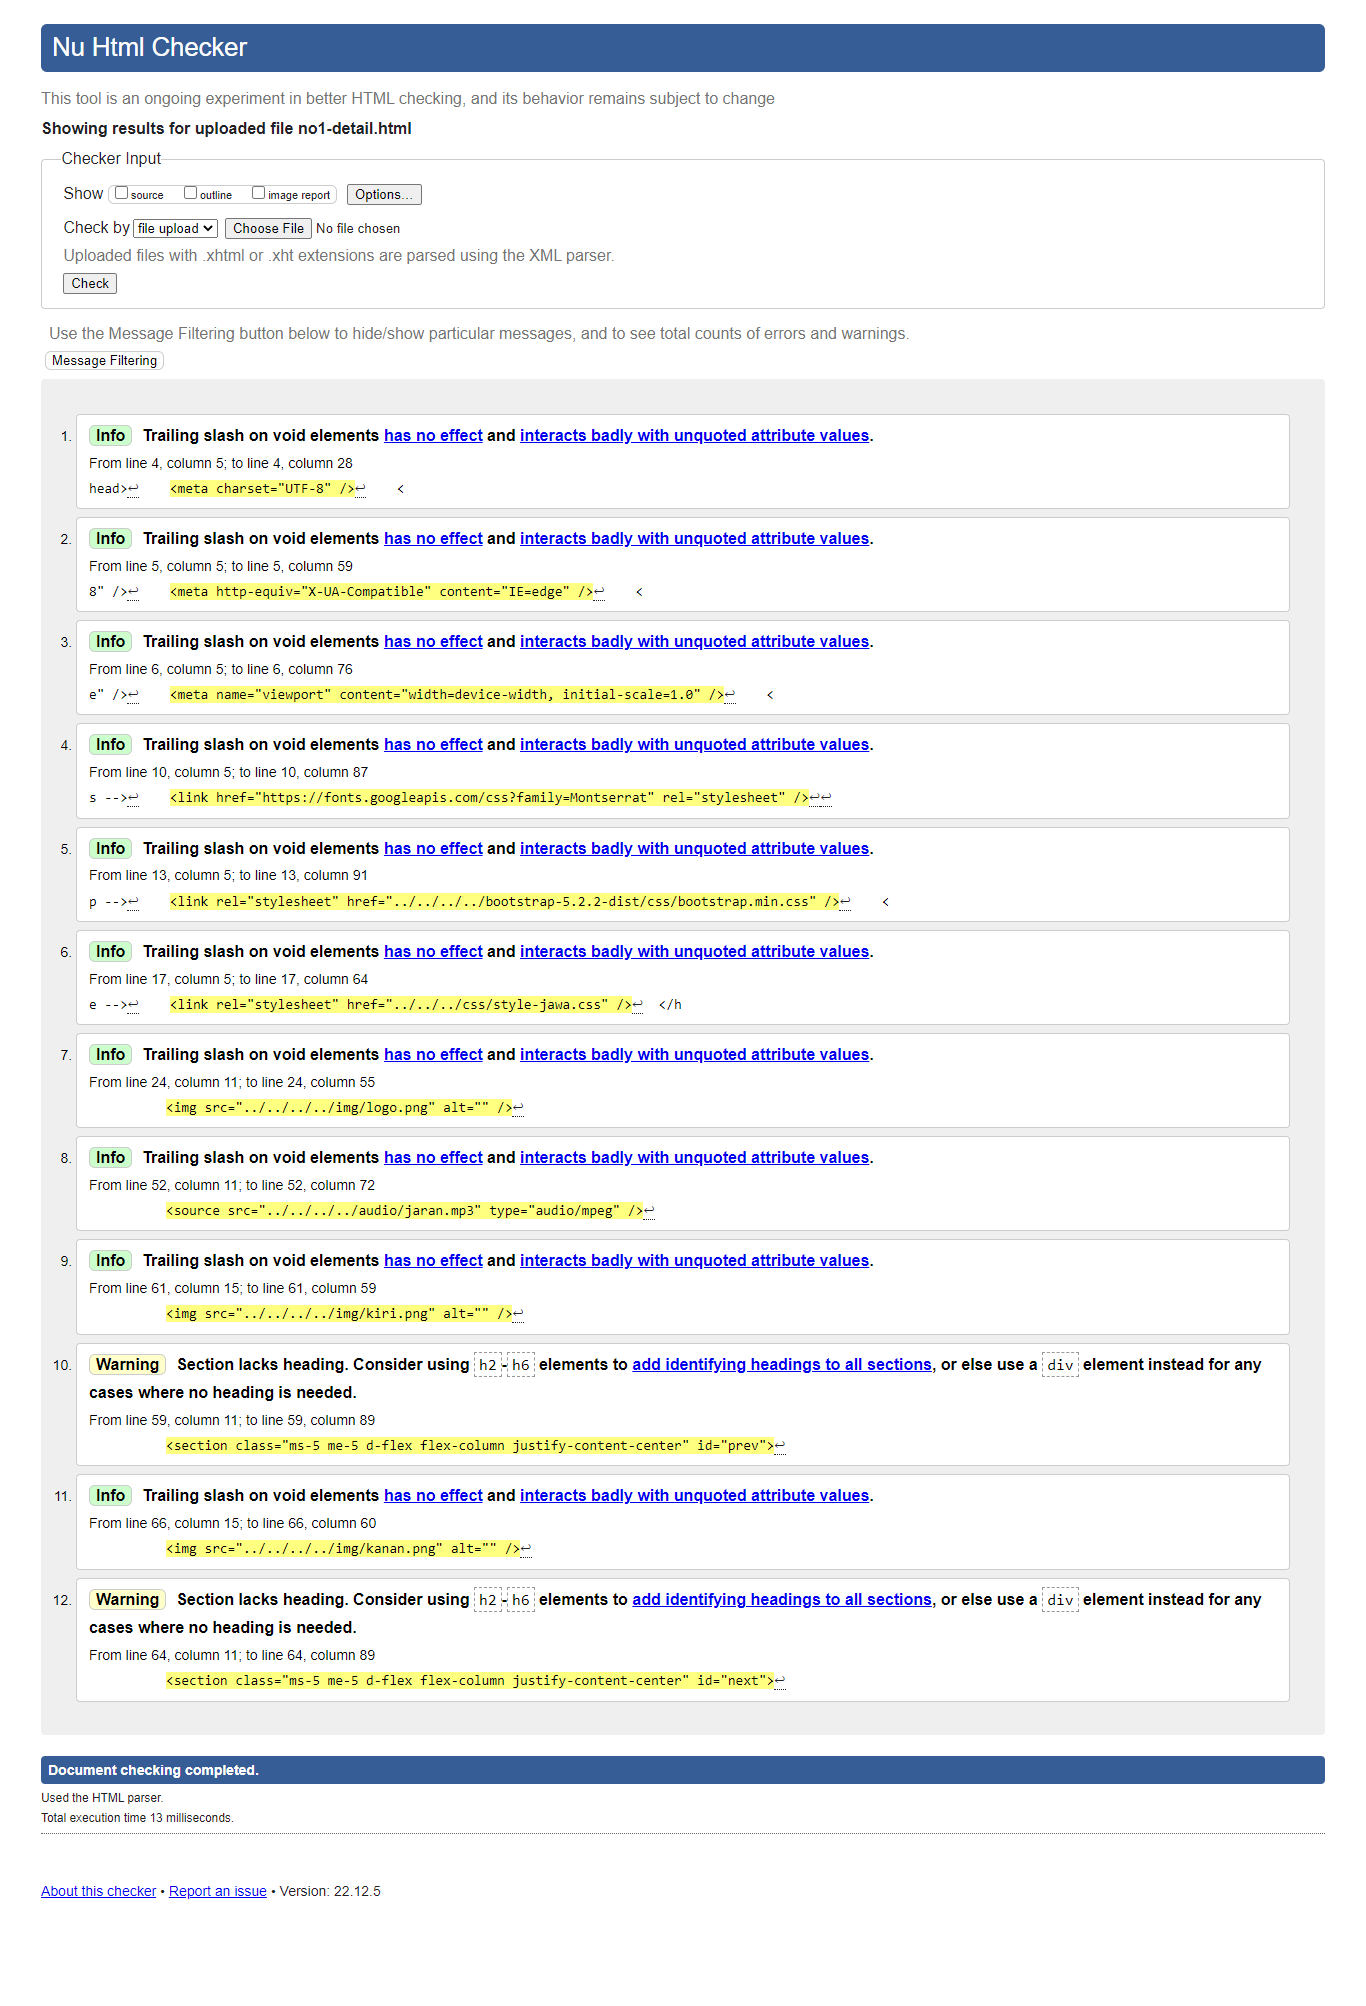 Nu Html Checker
This tool is an ongoing experiment in better HTML checking, and its behavior remains subject to change
Showing results for uploaded file no1-detail.html
Checker Input
Show source outline image report Options...
Check by file upload Choose File No file chosen
Uploaded files with .xhtml or .xht extensions are parsed using the XML parser.
Check
Use the Message Filtering button below to hide/show particular messages, and to see total counts of errors and warnings.
Message Filtering
1. Info Trailing slash on void elements has no effect and interacts badly with unquoted attribute values.
From line 4, column 5; to line 4, column 28
head>↩ <meta charset="UTF-8" />↩ <
2. Info Trailing slash on void elements has no effect and interacts badly with unquoted attribute values.
From line 5, column 5; to line 5, column 59
8" />↩ <meta http-equiv="X-UA-Compatible" content="IE=edge" />↩ <
3. Info Trailing slash on void elements has no effect and interacts badly with unquoted attribute values.
From line 6, column 5; to line 6, column 76
e" />↩ <meta name="viewport" content="width=device-width, initial-scale=1.0" />↩ <
4. Info Trailing slash on void elements has no effect and interacts badly with unquoted attribute values.
From line 10, column 5; to line 10, column 87
s -->↩ <link href="https://fonts.googleapis.com/css?family=Montserrat" rel="stylesheet" />↩↩
5. Info Trailing slash on void elements has no effect and interacts badly with unquoted attribute values.
From line 13, column 5; to line 13, column 91
p -->↩ <link rel="stylesheet" href="../../../../bootstrap-5.2.2-dist/css/bootstrap.min.css" />↩ <
6. Info Trailing slash on void elements has no effect and interacts badly with unquoted attribute values.
From line 17, column 5; to line 17, column 64
e -->↩ <link rel="stylesheet" href="../../../css/style-jawa.css" />↩ </h
7. Info Trailing slash on void elements has no effect and interacts badly with unquoted attribute values.
From line 24, column 11; to line 24, column 55
<img src="../../../../img/logo.png" alt="" />↩
8. Info Trailing slash on void elements has no effect and interacts badly with unquoted attribute values.
From line 52, column 11; to line 52, column 72
<source src="../../../../audio/jaran.mp3" type="audio/mpeg" />↩
9. Info Trailing slash on void elements has no effect and interacts badly with unquoted attribute values.
From line 61, column 15; to line 61, column 59
<img src="../../../../img/kiri.png" alt="" />↩
10. Warning Section lacks heading. Consider using h2-h6 elements to add identifying headings to all sections, or else use a div element instead for any
cases where no heading is needed.
From line 59, column 11; to line 59, column 89
<section class="ms-5 me-5 d-flex flex-column justify-content-center" id="prev">↩
11. Info Trailing slash on void elements has no effect and interacts badly with unquoted attribute values.
From line 66, column 15; to line 66, column 60
<img src="../../../../img/kanan.png" alt="" />↩
12. Warning Section lacks heading. Consider using h2-h6 elements to add identifying headings to all sections, or else use a div element instead for any
cases where no heading is needed.
From line 64, column 11; to line 64, column 89
<section class="ms-5 me-5 d-flex flex-column justify-content-center" id="next">↩
Document checking completed.
Used the HTML parser.
Total execution time 13 milliseconds.
About this checker • Report an issue • Version: 22.12.5